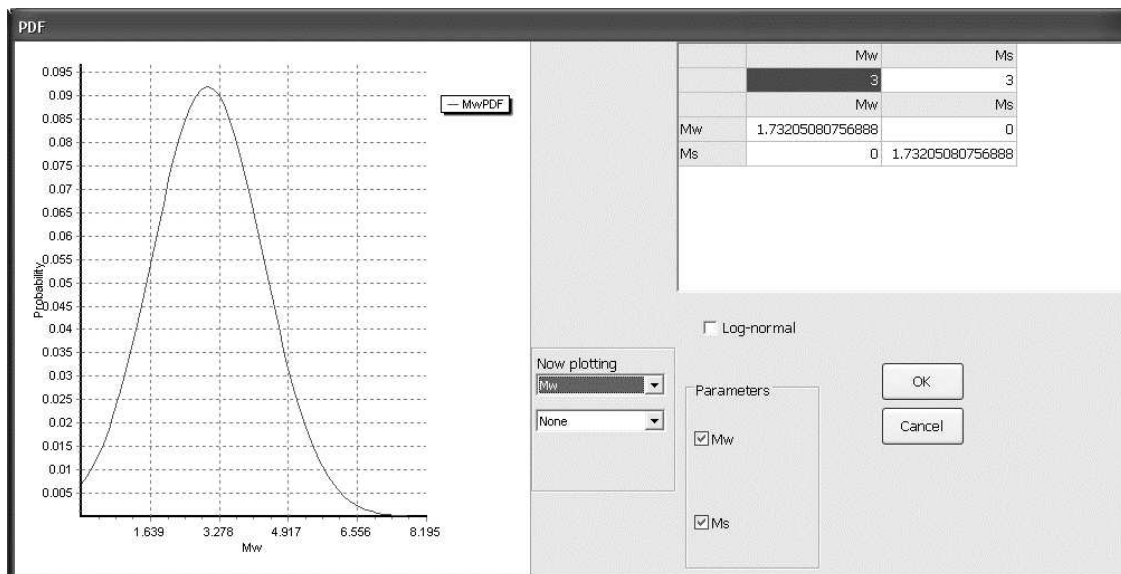 PDF
0.095
0.09
0.085
0.08
0.075
0.07
0.065
0.06
0.055
0.05
0.045
0.04
0.035
0.03
0.025
0.02
0.015
0.01
0.005
Probability
1.639 3.278 4.917 6.556 8.195
Mw
MwPDF
Mw Ms
3 3
Mw Ms
Mw 1.73205080756888 0
Ms 0 1.73205080756888
Log-normal
Now plotting
Mw
None
Parameters
Mw
Ms
OK
Cancel